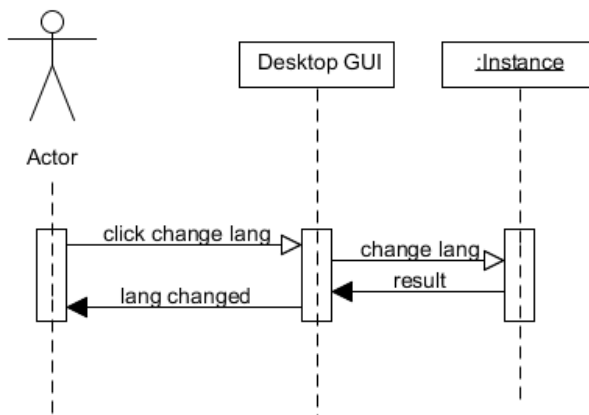 Desktop GUI
:Instance
Actor
click change lang
change lang
result
lang changed